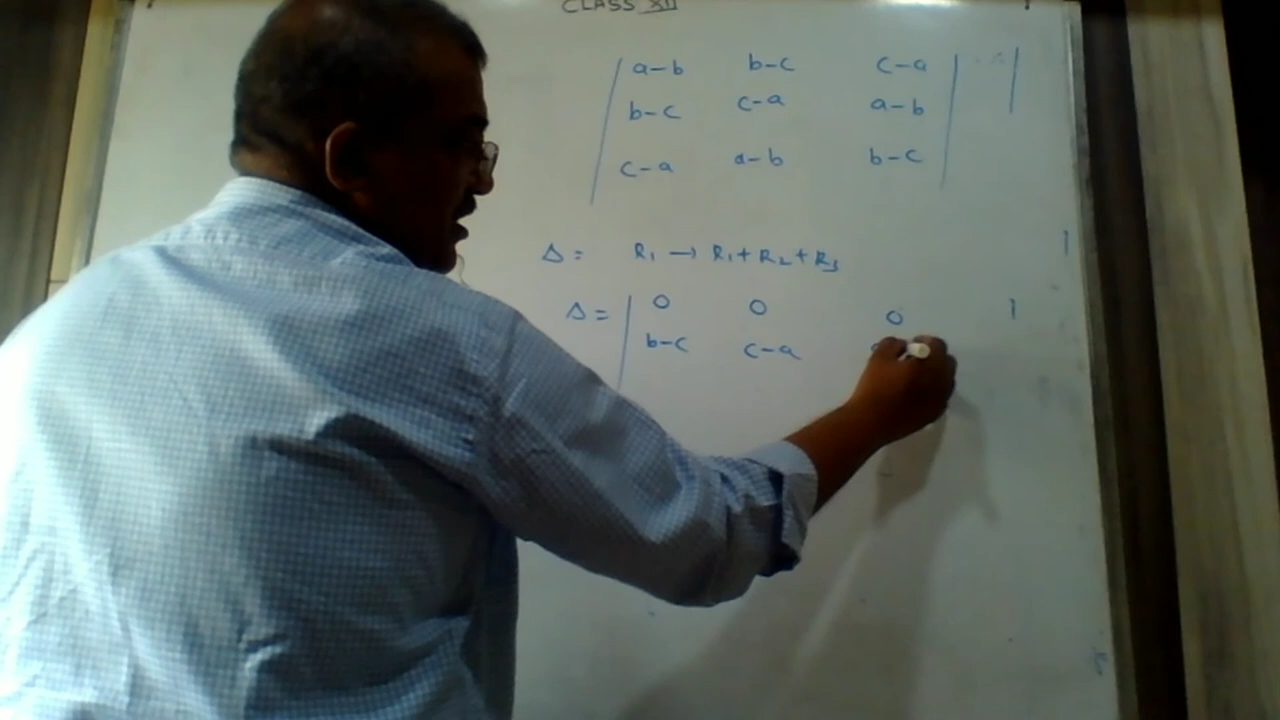 CLASS XII
a-b b-c c-a
b-c c-a a-b
c-a a-b b-c
Δ = R₁ → R₁ + R₂ + R₃
Δ = 0 0 0
b-c c-a